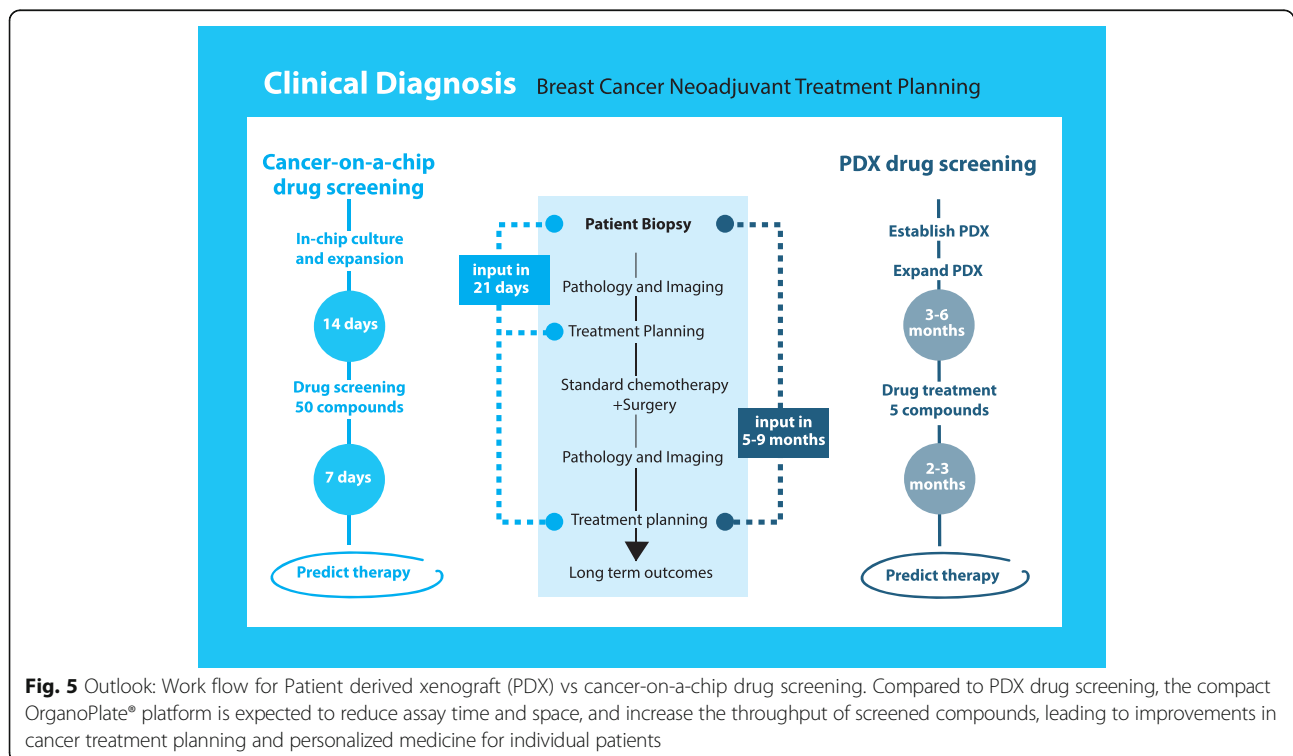 Clinical Diagnosis Breast Cancer Neoadjuvant Treatment Planning
Cancer-on-a-chip
drug screening
In-chip culture
and expansion
14 days
Drug screening
50 compounds
7 days
Predict therapy
input in
21 days
Patient Biopsy
Pathology and Imaging
Treatment Planning
Standard chemotherapy
+Surgery
Pathology and Imaging
Treatment planning
Long term outcomes
input in
5-9 months
PDX drug screening
Establish PDX
Expand PDX
3-6
months
Drug treatment
5 compounds
2-3
months
Predict therapy
Fig. 5 Outlook: Work flow for Patient derived xenograft (PDX) vs cancer-on-a-chip drug screening. Compared to PDX drug screening, the compact
OrganoPlate® platform is expected to reduce assay time and space, and increase the throughput of screened compounds, leading to improvements in
cancer treatment planning and personalized medicine for individual patients